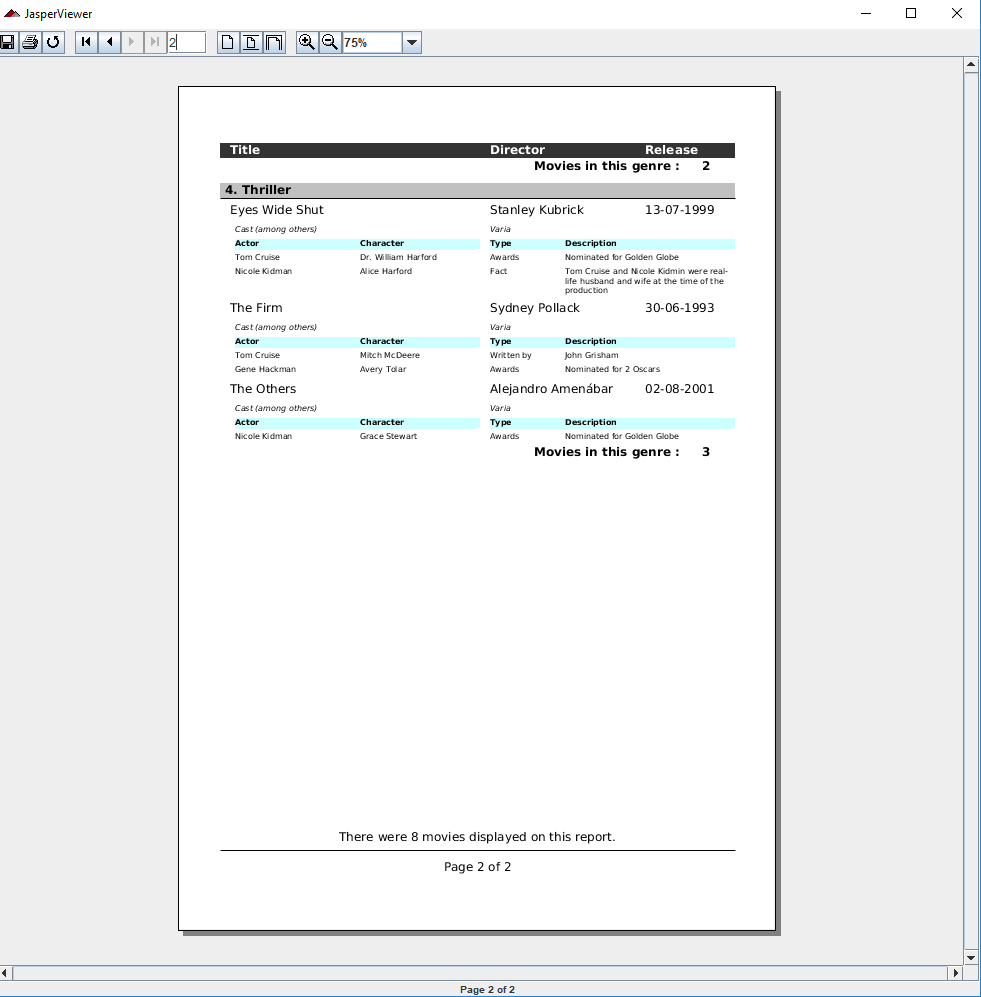 JasperViewer
2
75%
Title Director Release
Movies in this genre : 2
4. Thriller
Eyes Wide Shut Stanley Kubrick 13-07-1999
Cast (among others) Varia
Actor Character Type Description
Tom Cruise Dr. William Harford Awards Nominated for Golden Globe
Nicole Kidman Alice Harford Fact Tom Cruise and Nicole Kidmin were real-
life husband and wife at the time of the
production
The Firm Sydney Pollack 30-06-1993
Cast (among others) Varia
Actor Character Type Description
Tom Cruise Mitch McDeere Written by John Grisham
Gene Hackman Avery Tolar Awards Nominated for 2 Oscars
The Others Alejandro Amenábar 02-08-2001
Cast (among others) Varia
Actor Character Type Description
Nicole Kidman Grace Stewart Awards Nominated for Golden Globe
Movies in this genre : 3
There were 8 movies displayed on this report.
Page 2 of 2
Page 2 of 2